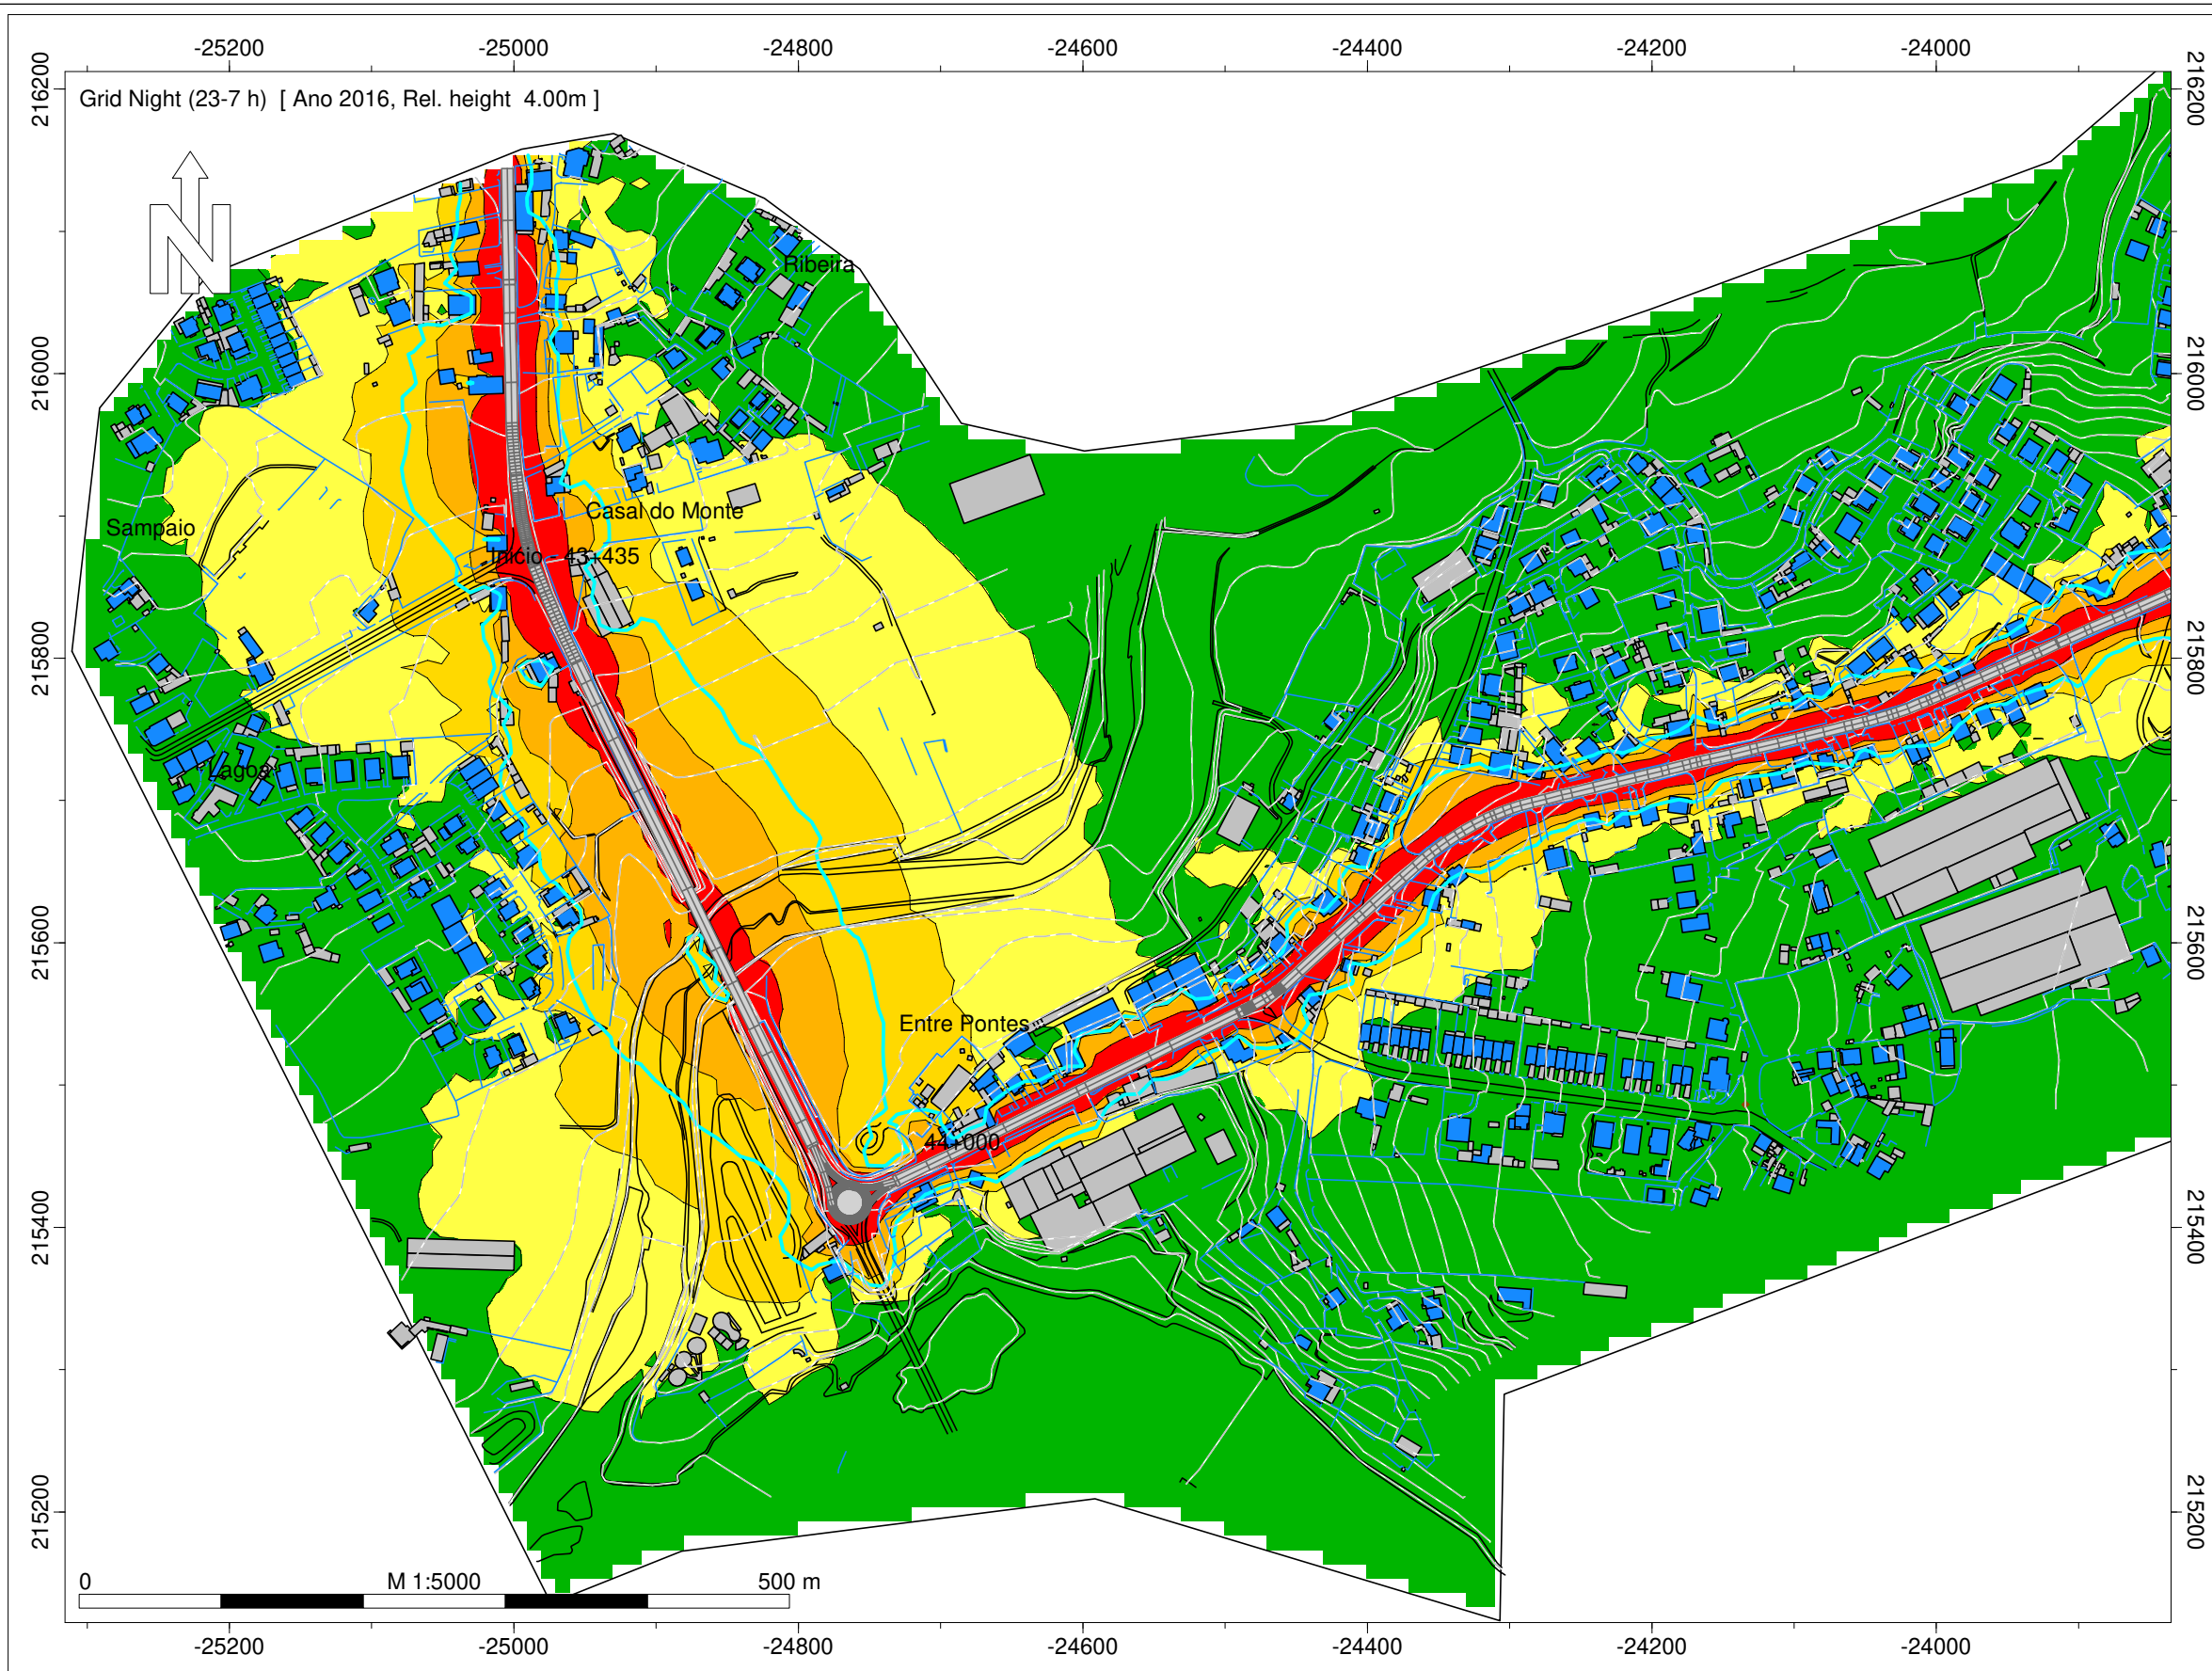 -25200 -25000 -24800 -24600 -24400 -24200 -24000
216200 216200
Grid Night (23-7 h) [ Ano 2016, Rel. height 4.00m ]
N
Ribeira
216000 216000
Casal do Monte
Sampaio
Início - 43+435
215800 215800
Lagoa
215600 215600
Entre Pontes
44+000
215400 215400
215200 215200
0 M 1:5000 500 m
-25200 -25000 -24800 -24600 -24400 -24200 -24000